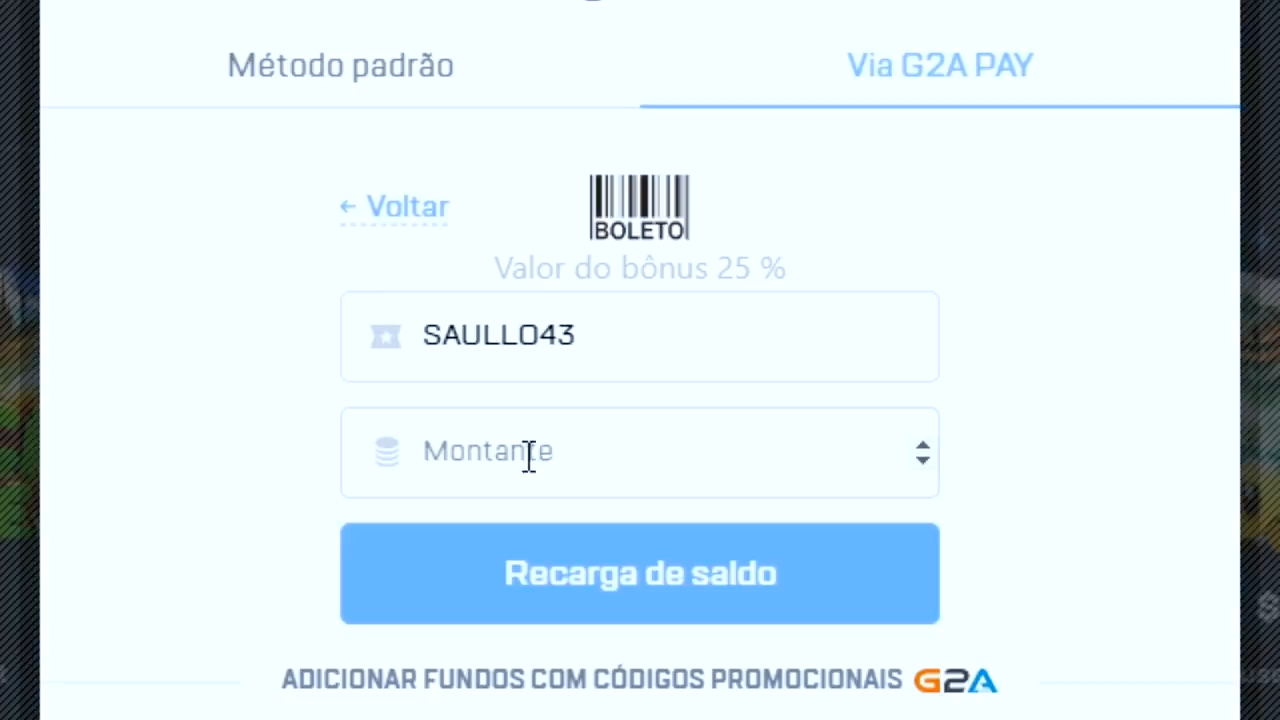 Método padrão
Via G2A PAY
← Voltar
BOLETO
Valor do bônus 25 %
SAULLO43
Montante
Recarga de saldo
ADICIONAR FUNDOS COM CÓDIGOS PROMOCIONAIS G2A